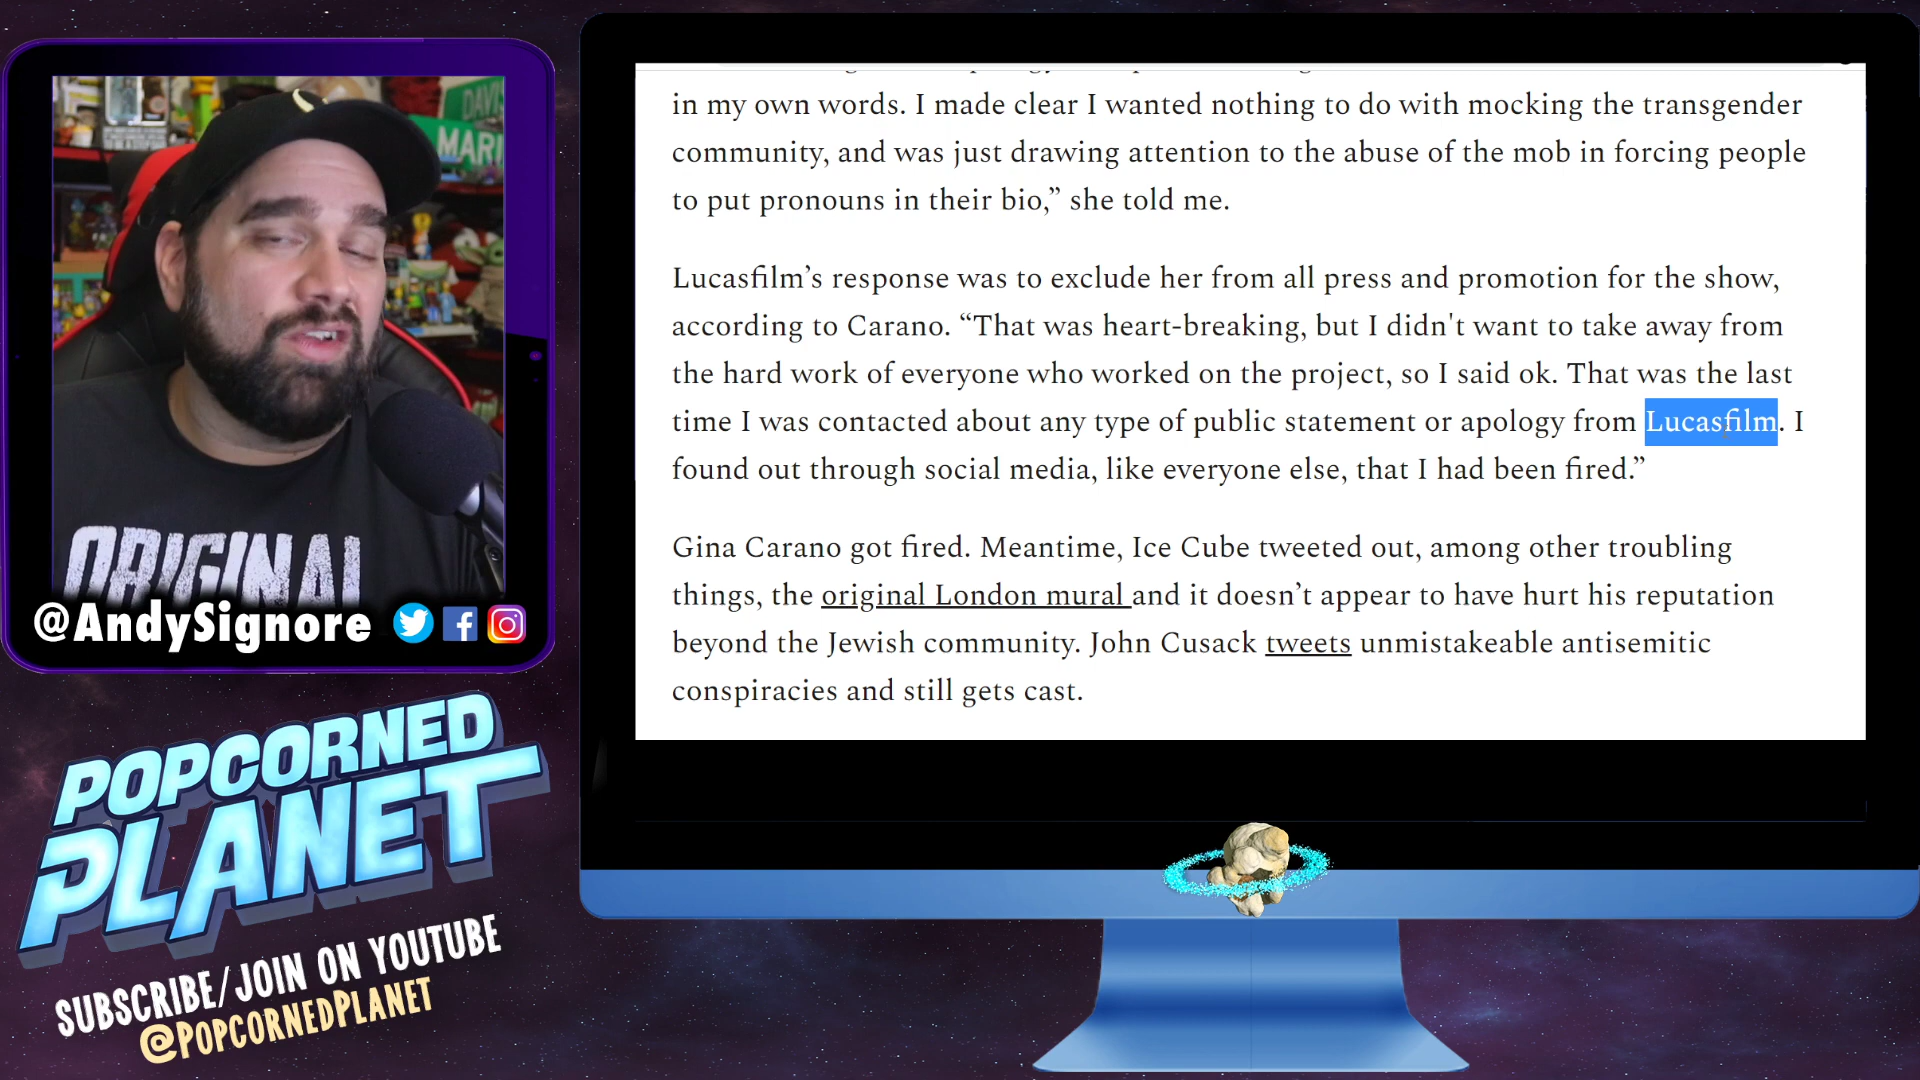 DAVIS
MARI
ORIGINAL
@AndySignore
POPCORNED
PLANET
SUBSCRIBE/JOIN ON YOUTUBE
@POPCORNEDPLANET
in my own words. I made clear I wanted nothing to do with mocking the transgender
community, and was just drawing attention to the abuse of the mob in forcing people
to put pronouns in their bio,” she told me.
Lucasfilm’s response was to exclude her from all press and promotion for the show,
according to Carano. “That was heart-breaking, but I didn't want to take away from
the hard work of everyone who worked on the project, so I said ok. That was the last
time I was contacted about any type of public statement or apology from Lucasfilm. I
found out through social media, like everyone else, that I had been fired.”
Gina Carano got fired. Meantime, Ice Cube tweeted out, among other troubling
things, the original London mural and it doesn’t appear to have hurt his reputation
beyond the Jewish community. John Cusack tweets unmistakeable antisemitic
conspiracies and still gets cast.